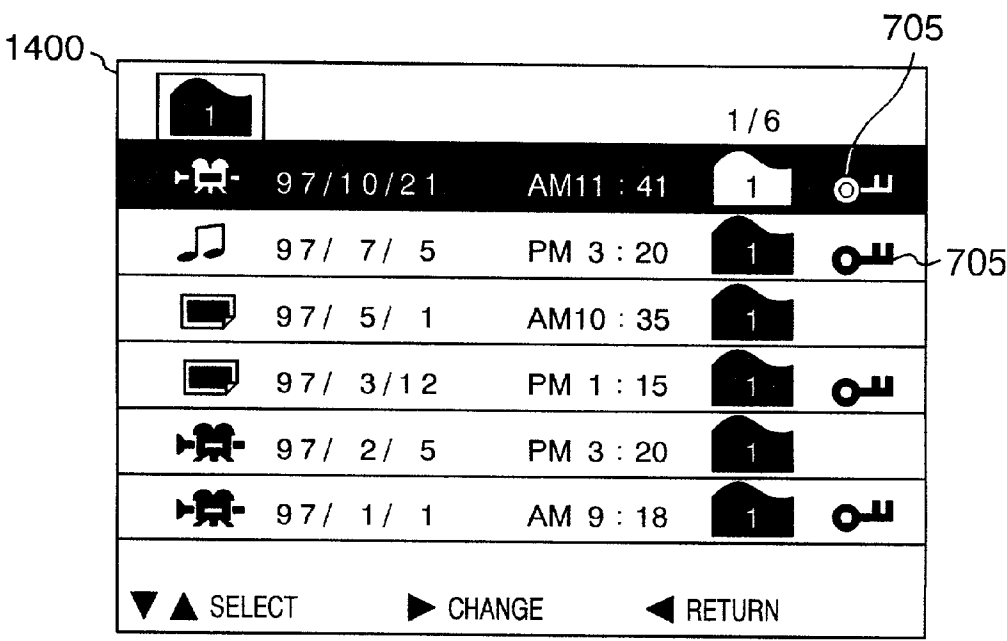 705
1400
1
1/6
97/10/21 AM11 : 41 1
97/ 7/ 5 PM 3 : 20 1
705
97/ 5/ 1 AM10 : 35 1
97/ 3/12 PM 1 : 15 1
97/ 2/ 5 PM 3 : 20 1
97/ 1/ 1 AM 9 : 18 1
▼ ▲ SELECT ▶ CHANGE ◀ RETURN